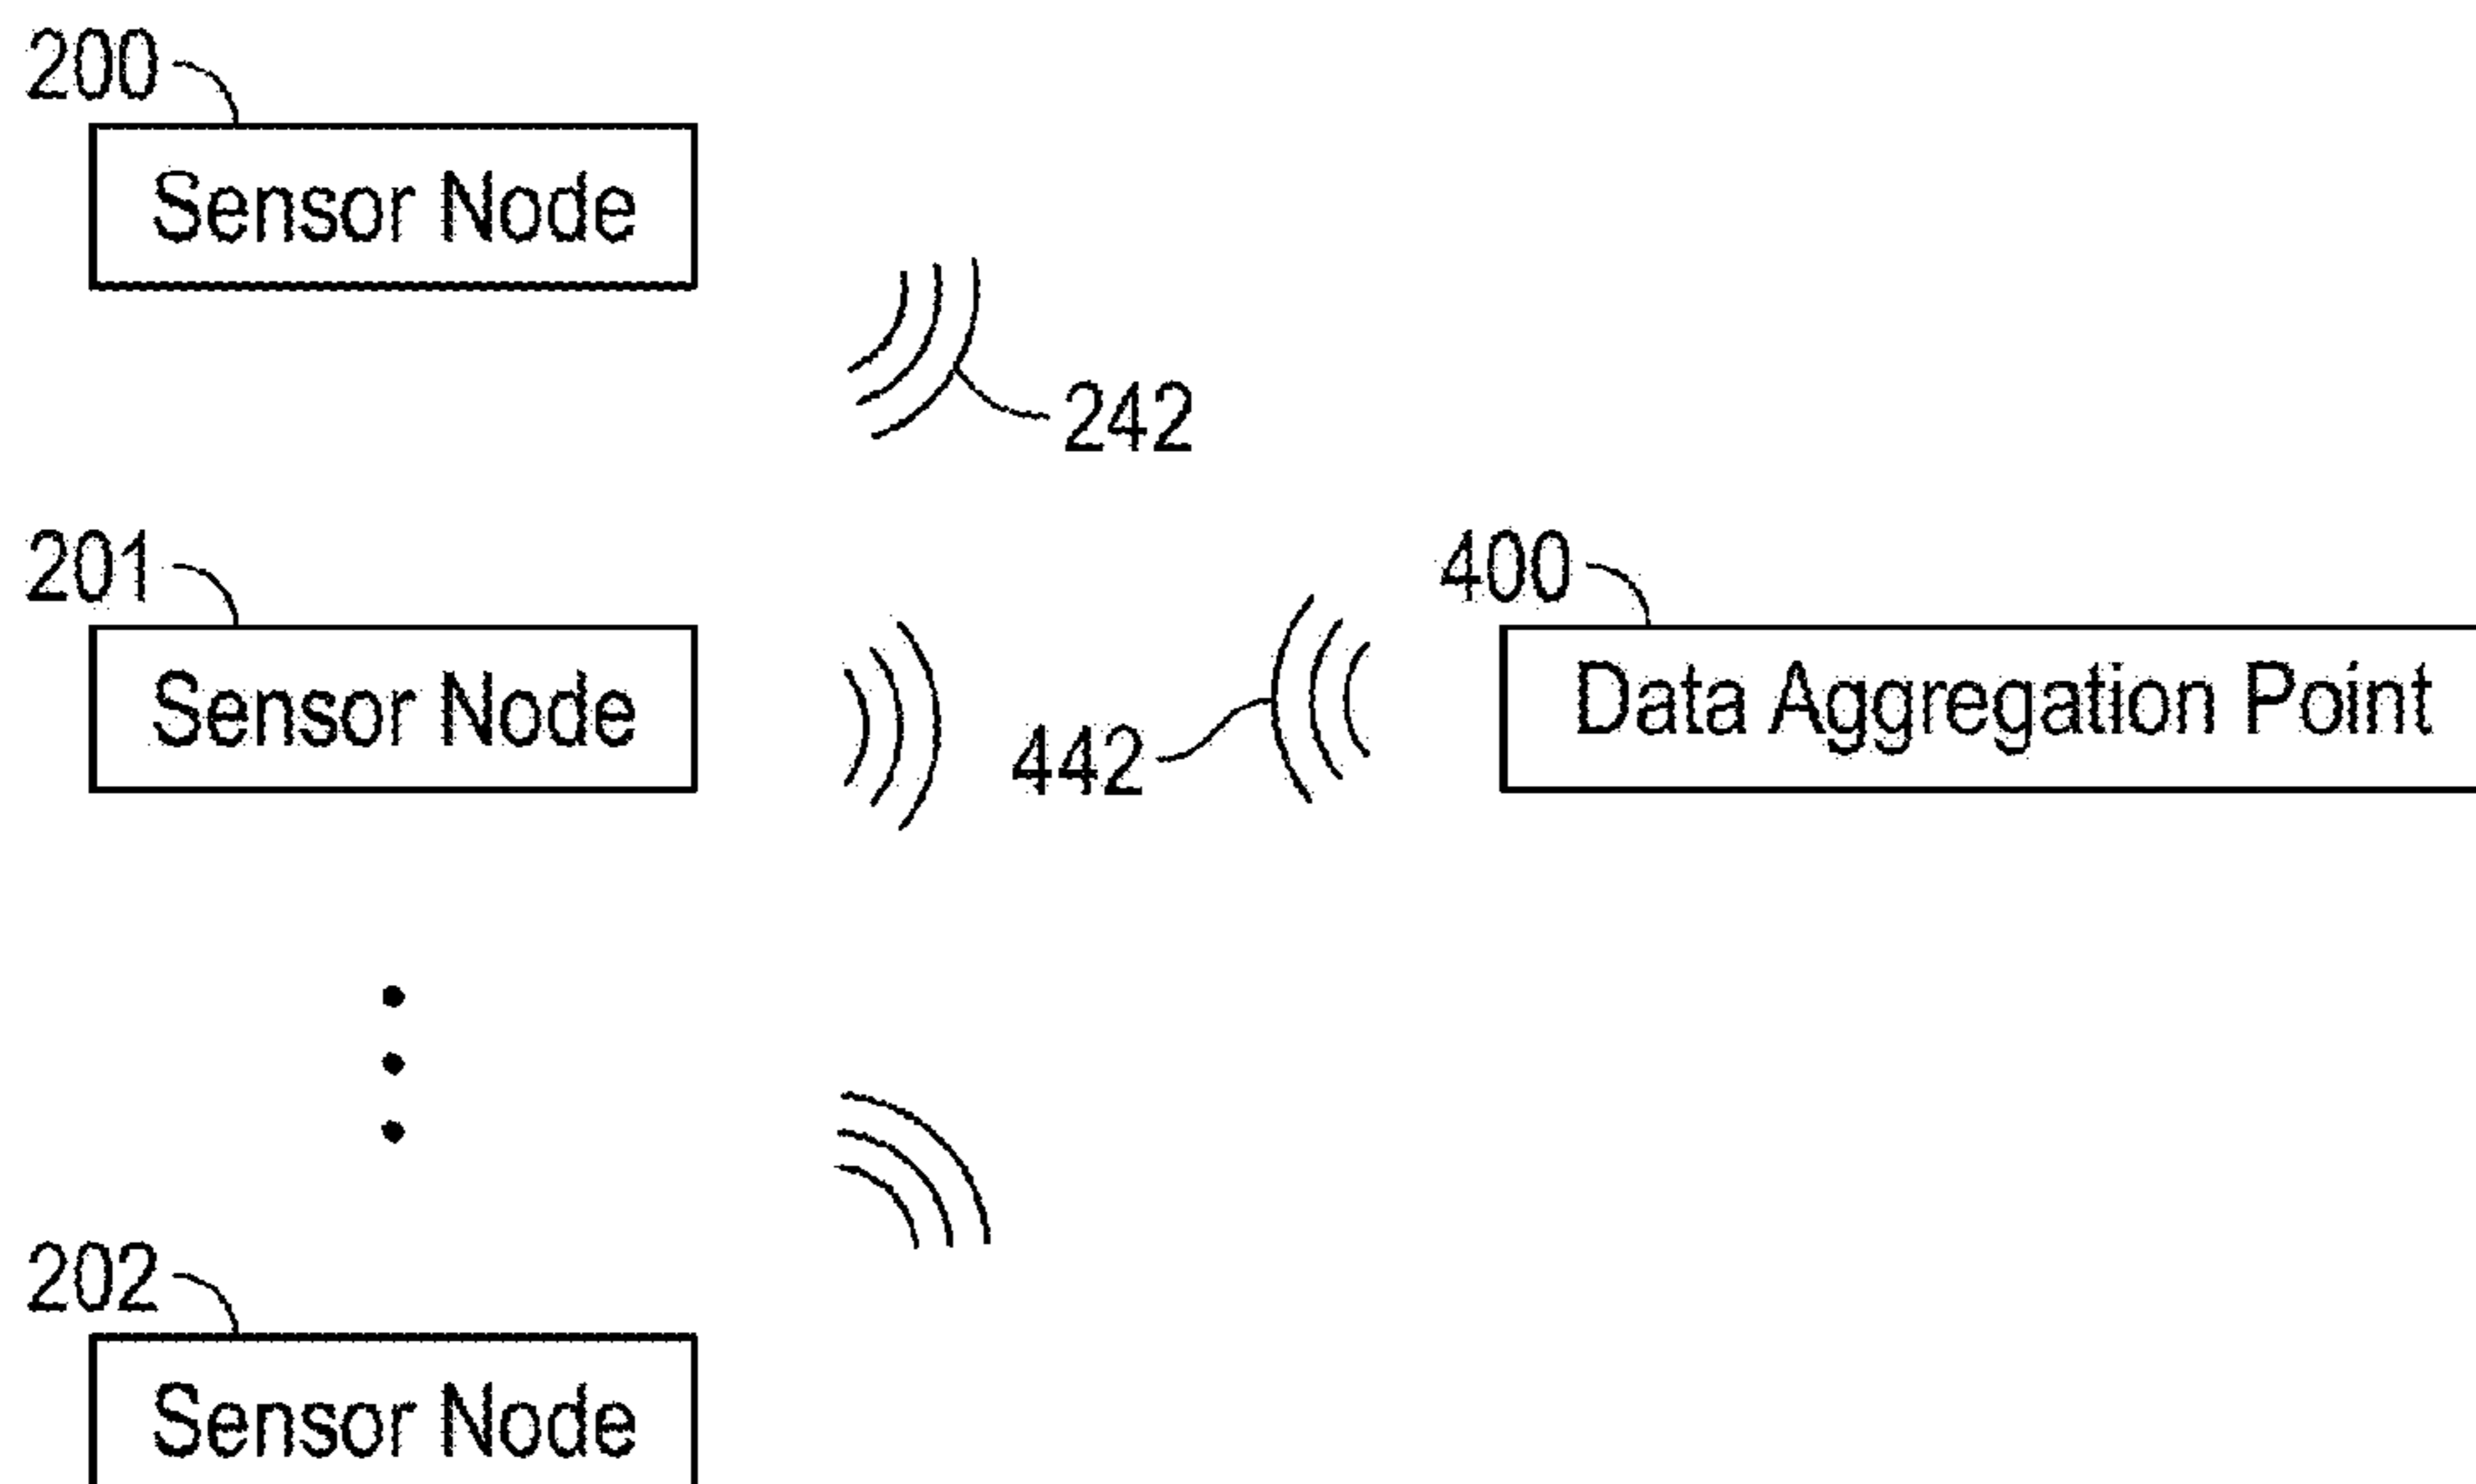 200
Sensor Node
242
201
400
Sensor Node
Data Aggregation Point
442
202
Sensor Node